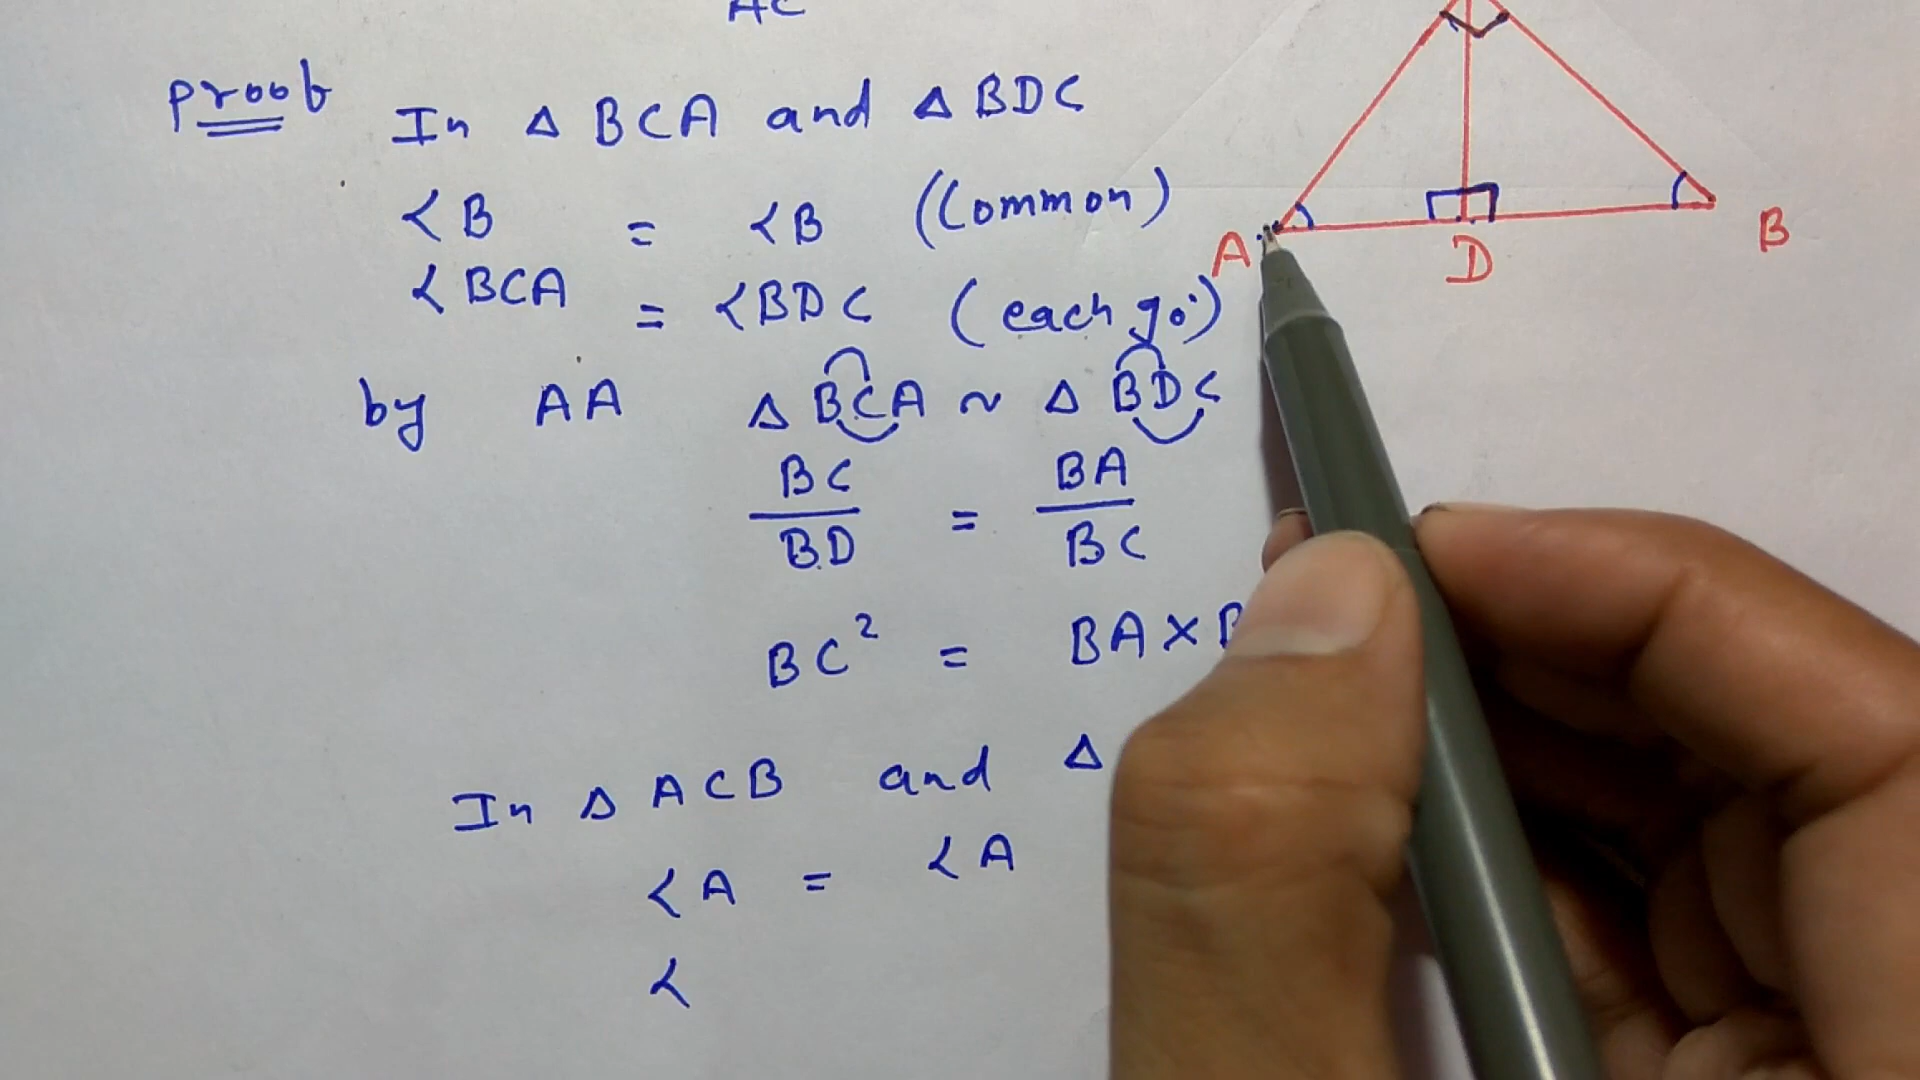 AC
Proof In Δ BCA and Δ BDC
∠B = ∠B (Common)
∠BCA = ∠BDC (each 90°)
by AA Δ BCA ~ Δ BDC
BC/BD = BA/BC
BC² = BA×B
In Δ ACB and Δ
∠A = ∠A
∠
A D B